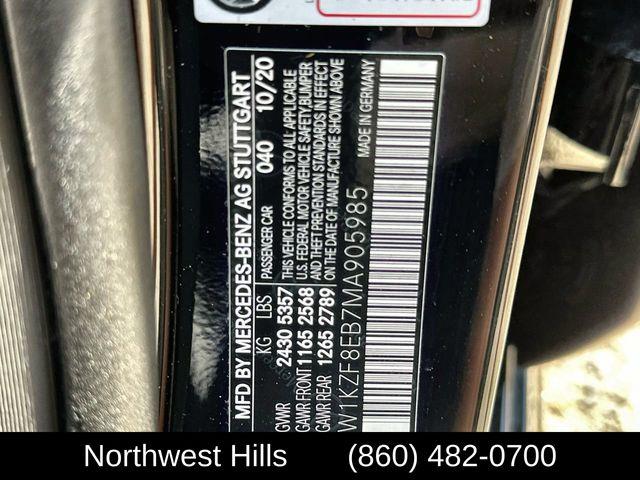 MFD BY MERCEDES-BENZ AG STUTTGART
KG LBS PASSENGER CAR 040 10/20
GVWR 2430 5357 THIS VEHICLE CONFORMS TO ALL APPLICABLE
GAWR FRONT 1165 2568 U.S. FEDERAL MOTOR VEHICLE SAFETY,BUMPER
GAWR REAR 1265 2789 AND THEFT PREVENTION STANDARDS IN EFFECT
ON THE DATE OF MANUFACTURE SHOWN ABOVE
W1KZF8EB7MA905985 MADE IN GERMANY
Northwest Hills (860) 482-0700